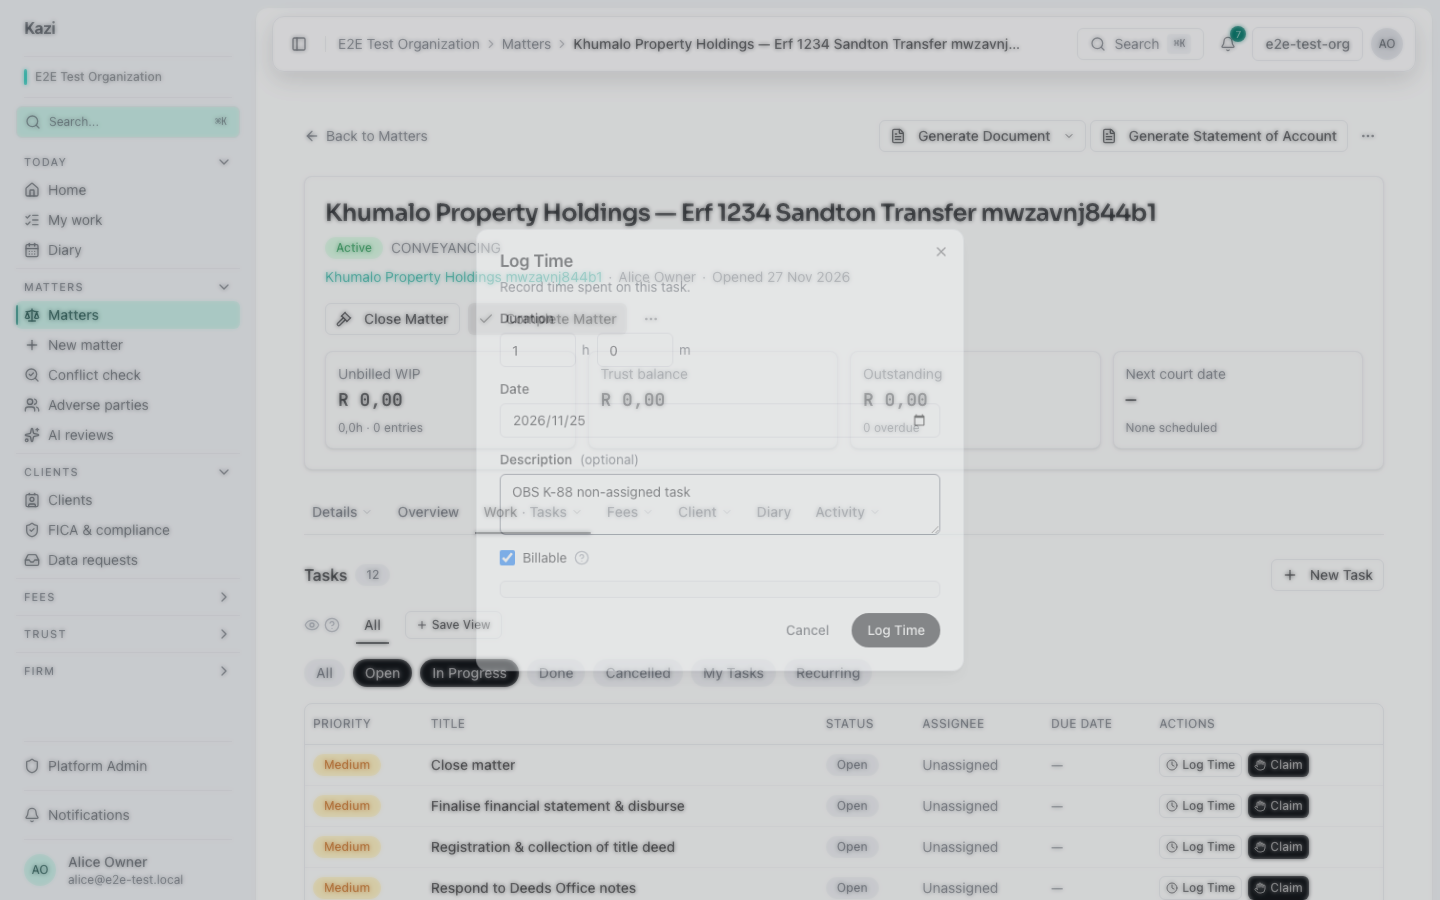 Kazi
E2E Test Organization
Search... ⌘K
TODAY
Home
My work
Diary
MATTERS
Matters
New matter
Conflict check
Adverse parties
AI reviews
CLIENTS
Clients
FICA & compliance
Data requests
FEES
TRUST
FIRM
Platform Admin
Notifications
AO
Alice Owner
alice@e2e-test.local
E2E Test Organization > Matters > Khumalo Property Holdings — Erf 1234 Sandton Transfer mwzavnj...
Search ⌘K
7
e2e-test-org
AO
Back to Matters
Generate Document
Generate Statement of Account
Khumalo Property Holdings — Erf 1234 Sandton Transfer mwzavnj844b1
Active CONVEYANCING
Khumalo Property Holdings mwzavnj844b1 · Alice Owner · Opened 27 Nov 2026
Close Matter
Complete Matter
Unbilled WIP
R 0,00
0,0h · 0 entries
Trust balance
R 0,00
Outstanding
R 0,00
0 overdue
Next court date
–
None scheduled
Details
Overview
Work · Tasks
Fees
Client
Diary
Activity
Log Time
Record time spent on this task.
Duration
1 h 0 m
Date
2026/11/25
Description (optional)
OBS K-88 non-assigned task
Billable
Cancel
Log Time
Tasks 12
+ New Task
All
+ Save View
All
Open
In Progress
Done
Cancelled
My Tasks
Recurring
PRIORITY TITLE STATUS ASSIGNEE DUE DATE ACTIONS
Medium Close matter Open Unassigned — Log Time Claim
Medium Finalise financial statement & disburse Open Unassigned — Log Time Claim
Medium Registration & collection of title deed Open Unassigned — Log Time Claim
Medium Respond to Deeds Office notes Open Unassigned — Log Time Claim